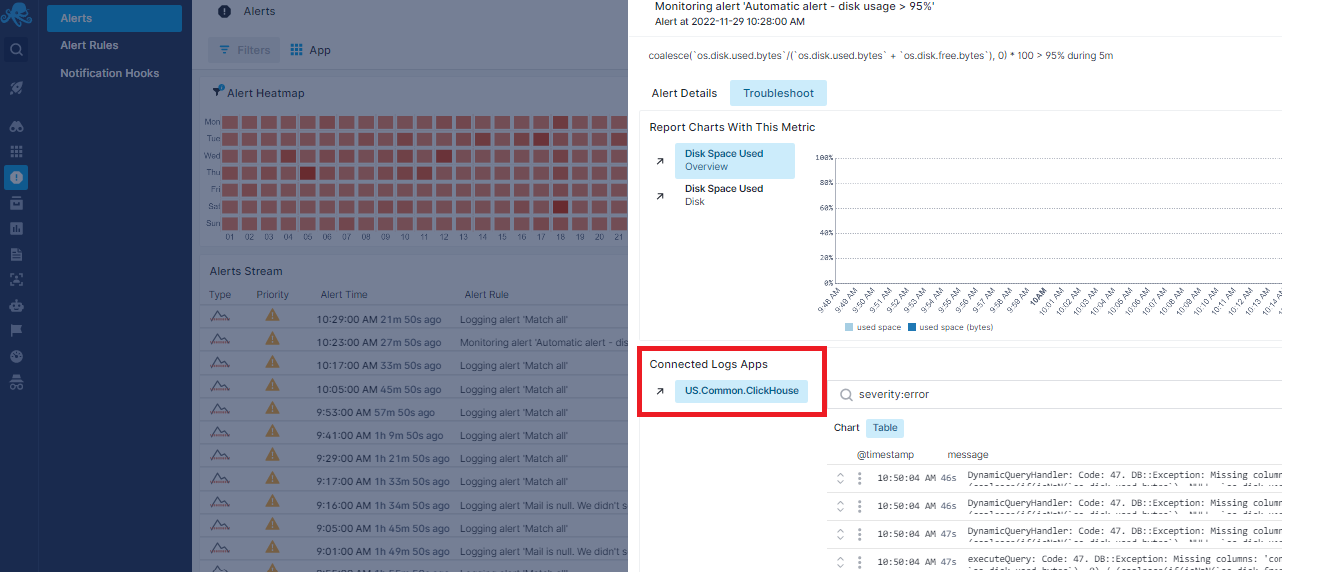 Alerts
Alert Rules
Notification Hooks
Alerts
Filters
App
Alert Heatmap
Mon
Tue
Wed
Thu
Fri
Sat
Sun
01 02 03 04 05 06 07 08 09 10 11 12 13 14 15 16 17 18 19 20 21
Alerts Stream
Type Priority Alert Time Alert Rule
10:29:00 AM 21m 50s ago Logging alert 'Match all'
10:23:00 AM 27m 50s ago Monitoring alert 'Automatic alert - dis
10:17:00 AM 33m 50s ago Logging alert 'Match all'
10:05:00 AM 45m 50s ago Logging alert 'Match all'
9:53:00 AM 57m 50s ago Logging alert 'Match all'
9:41:00 AM 1h 9m 50s ago Logging alert 'Match all'
9:29:00 AM 1h 21m 50s ago Logging alert 'Match all'
9:17:00 AM 1h 33m 50s ago Logging alert 'Match all'
9:16:00 AM 1h 34m 50s ago Logging alert 'Mail is null. We didn't s
9:05:00 AM 1h 45m 50s ago Logging alert 'Match all'
9:01:00 AM 1h 49m 50s ago Logging alert 'Mail is null. We didn't s
Monitoring alert 'Automatic alert - disk usage > 95%'
Alert at 2022-11-29 10:28:00 AM
coalesce(`os.disk.used.bytes`/(`os.disk.used.bytes` + `os.disk.free.bytes`), 0) * 100 > 95% during 5m
Alert Details
Troubleshoot
Report Charts With This Metric
Disk Space Used
Overview
Disk Space Used
Disk
100%
80%
60%
40%
20%
0%
9:48 AM 9:49 AM 9:50 AM 9:51 AM 9:52 AM 9:53 AM 9:54 AM 9:55 AM 9:56 AM 9:57 AM 9:58 AM 9:59 AM 10AM 10:01 AM 10:02 AM 10:03 AM 10:04 AM 10:05 AM 10:06 AM 10:07 AM 10:08 AM 10:09 AM 10:10 AM 10:11 AM 10:12 AM 10:13 AM 10:14 A
used space used space (bytes)
Connected Logs Apps
US.Common.ClickHouse
severity:error
Chart Table
@timestamp message
10:50:04 AM 46s DynamicQueryHandler: Code: 47. DB::Exception: Missing colum
10:50:04 AM 46s DynamicQueryHandler: Code: 47. DB::Exception: Missing colum
10:50:04 AM 47s DynamicQueryHandler: Code: 47. DB::Exception: Missing colum
10:50:04 AM 47s executeQuery: Code: 47. DB::Exception: Missing columns: 'cor